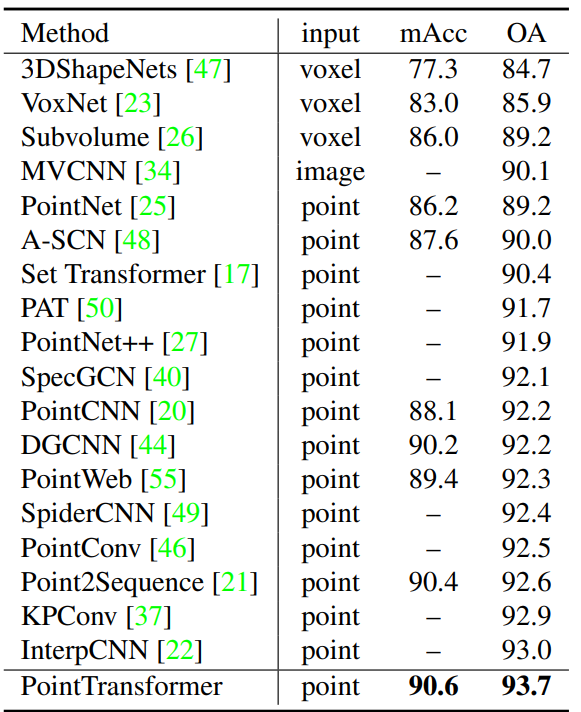 Method input mAcc OA
3DShapeNets [47] voxel 77.3 84.7
VoxNet [23] voxel 83.0 85.9
Subvolume [26] voxel 86.0 89.2
MVCNN [34] image – 90.1
PointNet [25] point 86.2 89.2
A-SCN [48] point 87.6 90.0
Set Transformer [17] point – 90.4
PAT [50] point – 91.7
PointNet++ [27] point – 91.9
SpecGCN [40] point – 92.1
PointCNN [20] point 88.1 92.2
DGCNN [44] point 90.2 92.2
PointWeb [55] point 89.4 92.3
SpiderCNN [49] point – 92.4
PointConv [46] point – 92.5
Point2Sequence [21] point 90.4 92.6
KPConv [37] point – 92.9
InterpCNN [22] point – 93.0
PointTransformer point 90.6 93.7